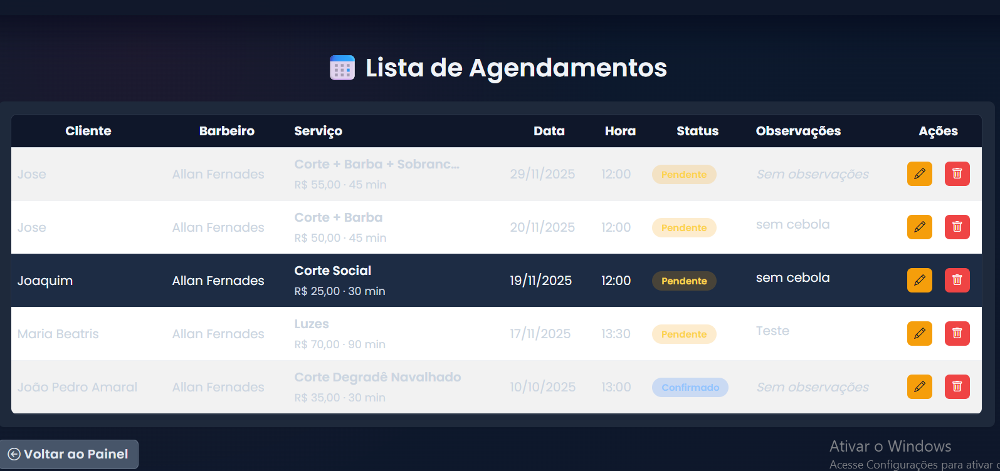 Lista de Agendamentos
Cliente Barbeiro Serviço Data Hora Status Observações Ações
Jose Allan Fernades Corte + Barba + Sobranc... 29/11/2025 12:00 Pendente Sem observações
R$ 55,00 · 45 min
Jose Allan Fernades Corte + Barba 20/11/2025 12:00 Pendente sem cebola
R$ 50,00 · 45 min
Joaquim Allan Fernades Corte Social 19/11/2025 12:00 Pendente sem cebola
R$ 25,00 · 30 min
Maria Beatris Allan Fernades Luzes 17/11/2025 13:30 Pendente Teste
R$ 70,00 · 90 min
João Pedro Amaral Allan Fernades Corte Degradê Navalhado 10/10/2025 13:00 Confirmado Sem observações
R$ 35,00 · 30 min
Voltar ao Painel
Ativar o Windows
Acesse Configurações para ativar